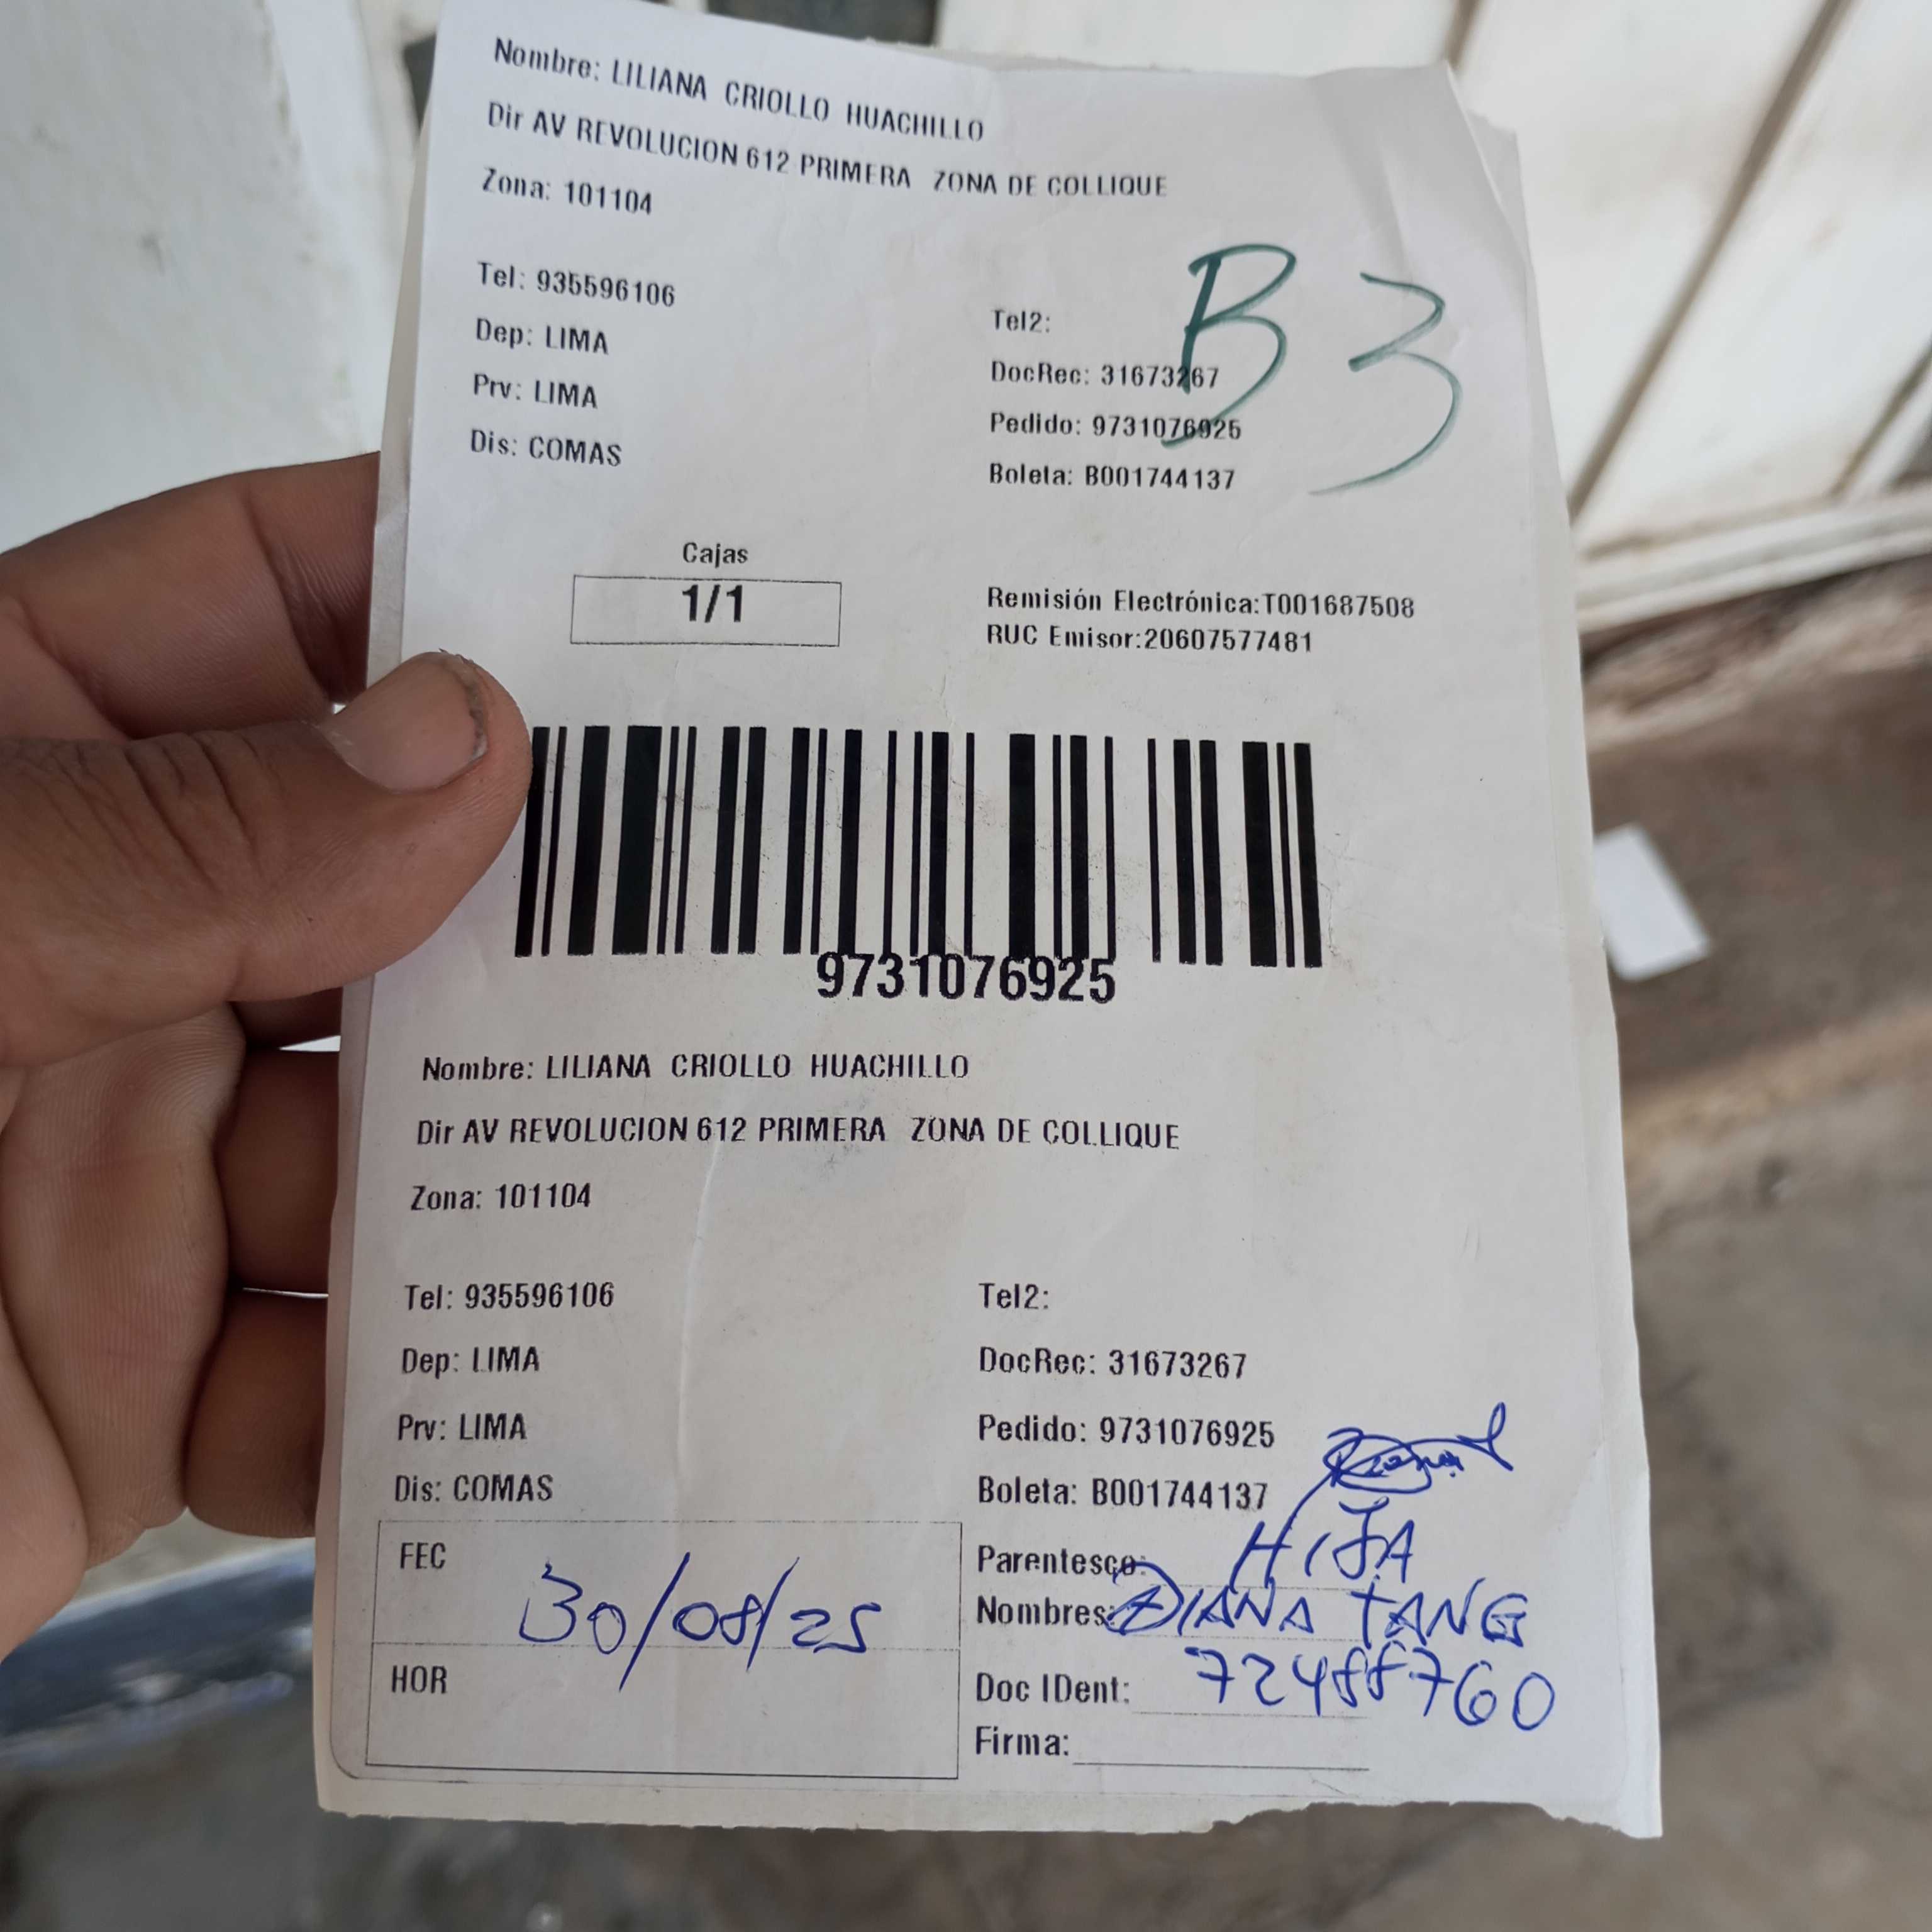 Nombre: LILIANA CRIOLLO HUACHILLO
Dir AV REVOLUCION 612 PRIMERA ZONA DE COLLIQUE
Zona: 101104
B3
Tel: 935596106
Tel2:
Dep: LIMA
DocRec: 31673267
Prv: LIMA
Pedido: 9731076925
Dis: COMAS
Boleta: B001744137
Cajas
1/1
Remisión Electrónica:T001687508
RUC Emisor:20607577481
9731076925
Nombre: LILIANA CRIOLLO HUACHILLO
Dir AV REVOLUCION 612 PRIMERA ZONA DE COLLIQUE
Zona: 101104
Tel: 935596106
Tel2:
Dep: LIMA
DocRec: 31673267
Prv: LIMA
Pedido: 9731076925
Dis: COMAS
Boleta: B001744137
FEC 30/08/25
Parentesco: HIJA
Nombres: DIANA TANG
HOR
Doc IDent: 72488760
Firma: